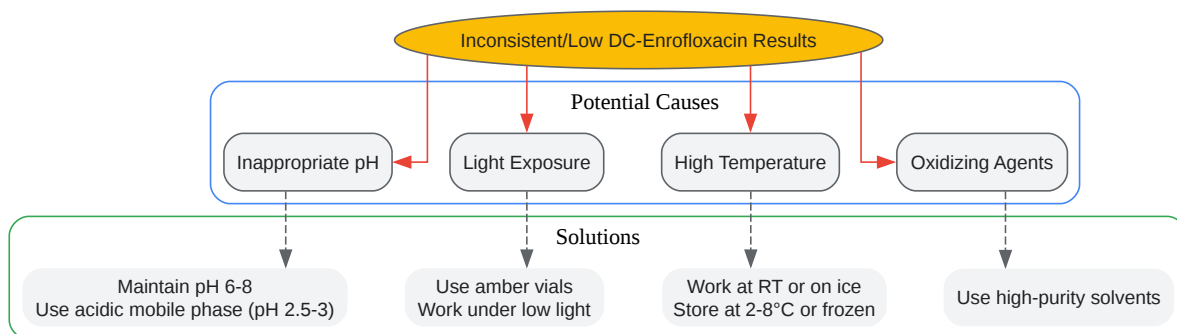 Inconsistent/Low DC-Enrofloxacin Results
Potential Causes
Inappropriate pH
Light Exposure
High Temperature
Oxidizing Agents
Solutions
Maintain pH 6-8
Use acidic mobile phase (pH 2.5-3)
Use amber vials
Work under low light
Work at RT or on ice
Store at 2-8°C or frozen
Use high-purity solvents